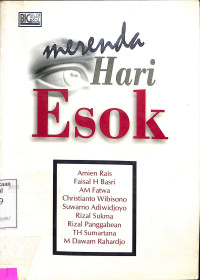 merenda
Hari
Esok
Amien Rais
Faisal H Basri
AM Fatwa
Christianto Wibisono
Suwarno Adiwidjoyo
Rizal Sukma
Rizal Panggabean
TH Sumartana
M Dawam Rahardjo